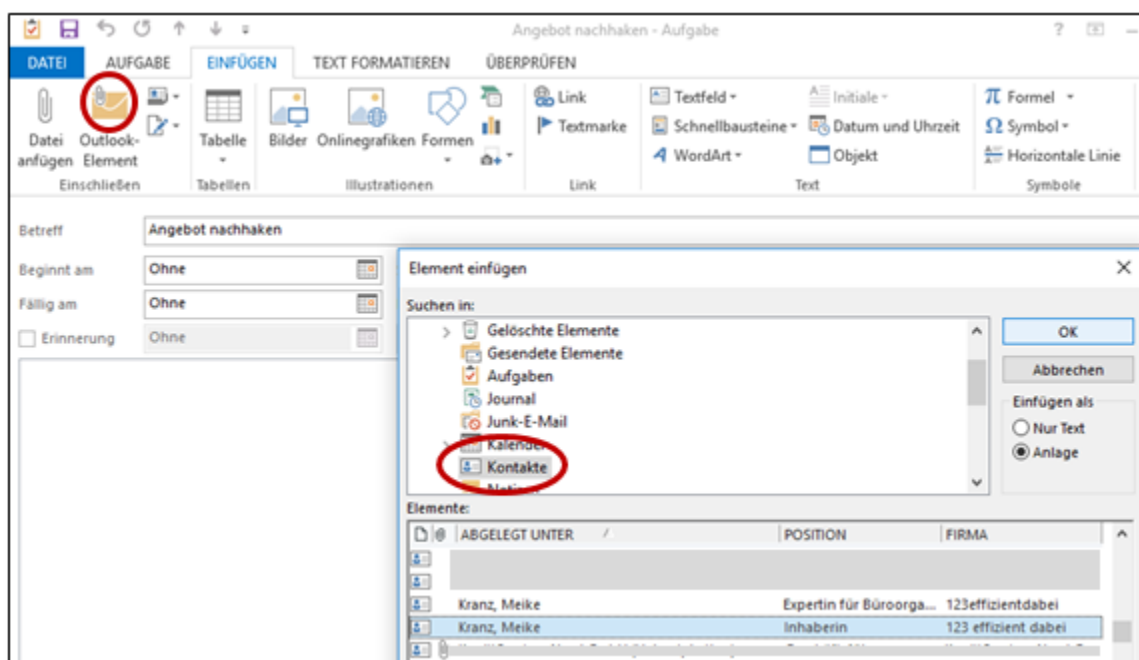 Angebot nachhaken - Aufgabe
DATEI AUFGABE EINFÜGEN TEXT FORMATIEREN ÜBERPRÜFEN
Datei anfügen
Outlook-Element
Tabelle
Bilder Onlinegrafiken Formen
Link
Textmarke
Textfeld
Schnellbausteine
WordArt
Initiale
Datum und Uhrzeit
Objekt
Formel
Symbol
Horizontale Linie
Einschließen Tabellen Illustrationen Link Text Symbole
Betreff Angebot nachhaken
Beginnt am Ohne
Fällig am Ohne
Erinnerung Ohne
Element einfügen
Suchen in:
Gelöschte Elemente
Gesendete Elemente
Aufgaben
Journal
Junk-E-Mail
Kalender
Kontakte
OK
Abbrechen
Einfügen als
Nur Text
Anlage
Elemente:
ABGELEGT UNTER POSITION FIRMA
Kranz, Meike Expertin für Büroorga... 123effizientdabei
Kranz, Meike Inhaberin 123 effizient dabei